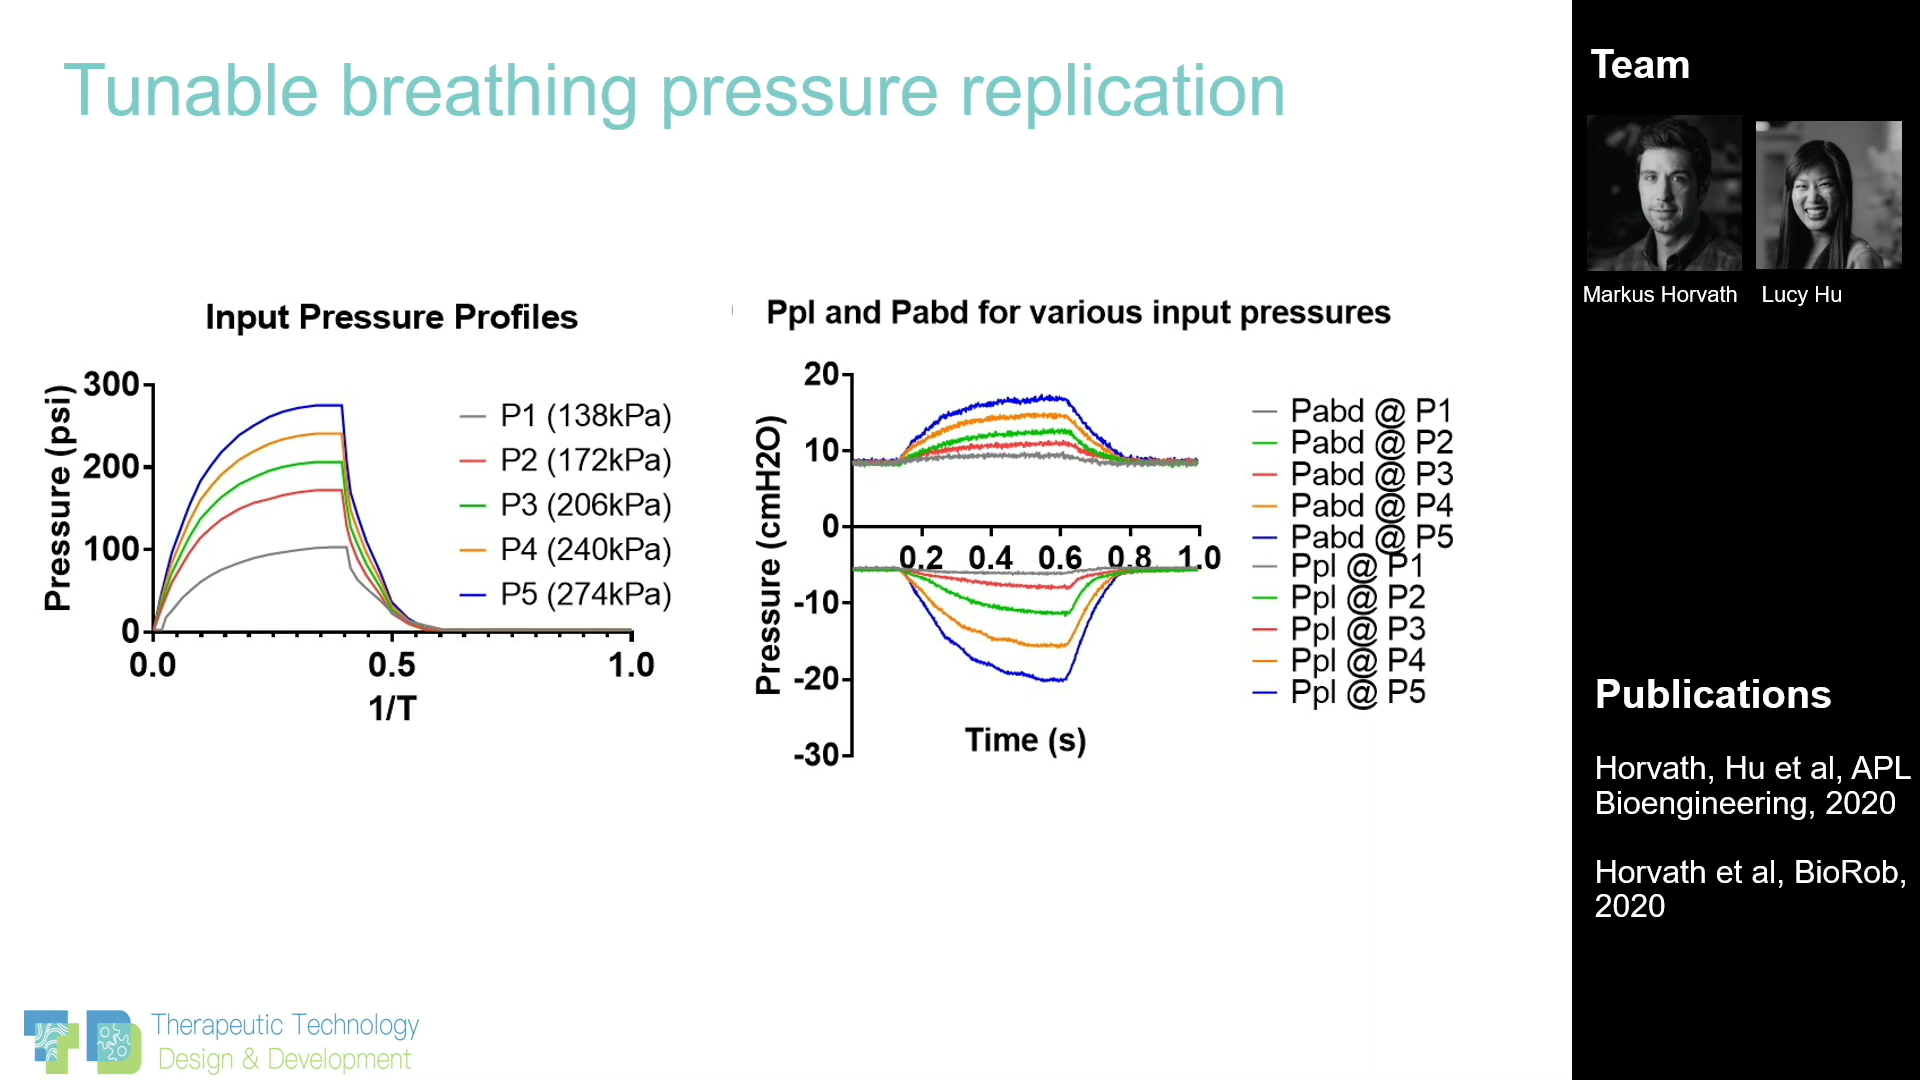 Tunable breathing pressure replication
Input Pressure Profiles
Pressure (psi)
300
200
100
0
0.0
0.5
1.0
1/T
P1 (138kPa)
P2 (172kPa)
P3 (206kPa)
P4 (240kPa)
P5 (274kPa)
Ppl and Pabd for various input pressures
Pressure (cmH2O)
20
10
0
-10
-20
-30
0.2
0.4
0.6
0.8
1.0
Time (s)
Pabd @ P1
Pabd @ P2
Pabd @ P3
Pabd @ P4
Pabd @ P5
Ppl @ P1
Ppl @ P2
Ppl @ P3
Ppl @ P4
Ppl @ P5
Therapeutic Technology
Design & Development
Team
Markus Horvath
Lucy Hu
Publications
Horvath, Hu et al, APL
Bioengineering, 2020
Horvath et al, BioRob,
2020